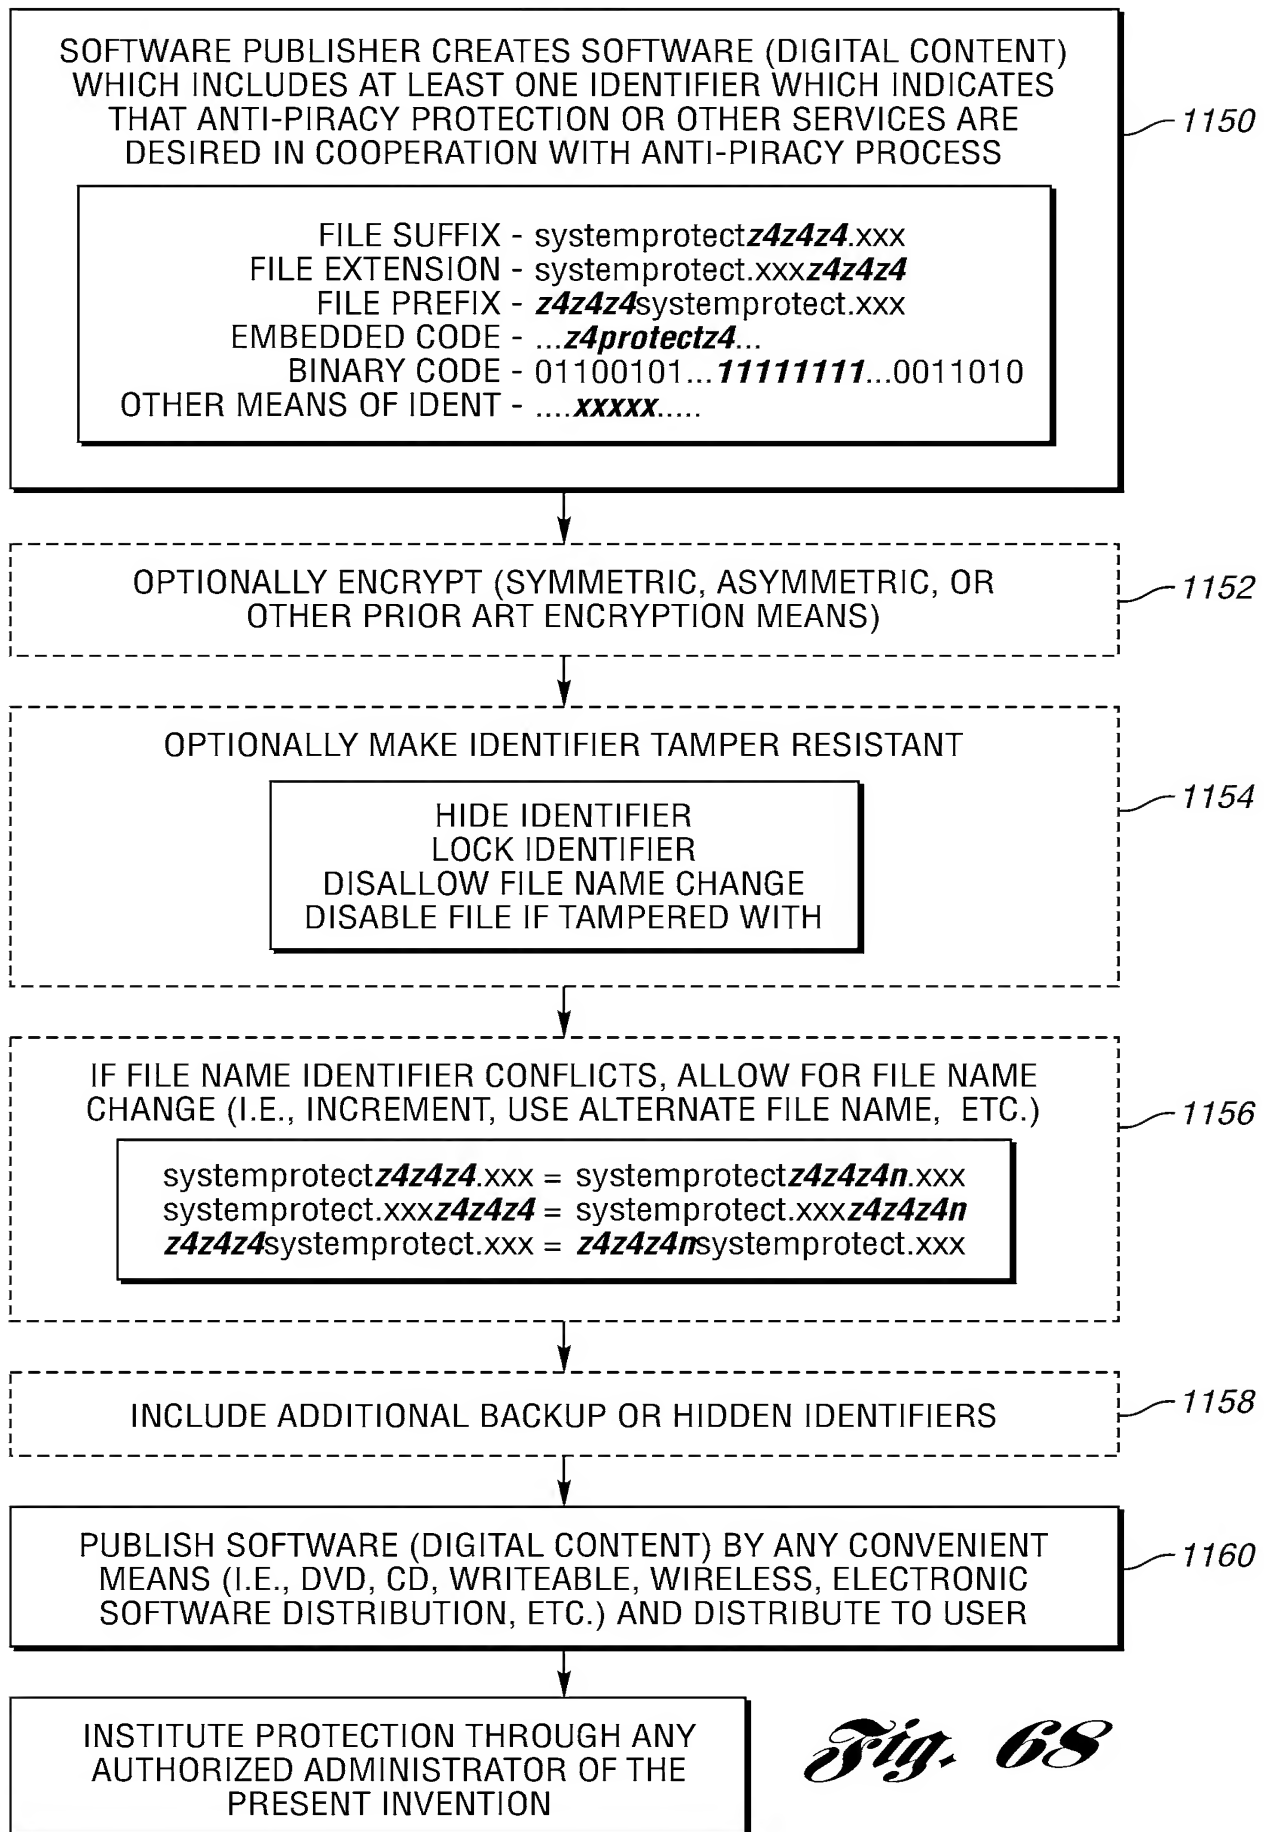 SOFTWARE PUBLISHER CREATES SOFTWARE (DIGITAL CONTENT)
WHICH INCLUDES AT LEAST ONE IDENTIFIER WHICH INDICATES
THAT ANTI-PIRACY PROTECTION OR OTHER SERVICES ARE
DESIRED IN COOPERATION WITH ANTI-PIRACY PROCESS
1150
FILE SUFFIX - systemprotectz4z4z4.xxx
FILE EXTENSION - systemprotect.xxxz4z4z4
FILE PREFIX - z4z4z4systemprotect.xxx
EMBEDDED CODE - ...z4protectz4...
BINARY CODE - 01100101...11111111...0011010
OTHER MEANS OF IDENT - ....xxxxx.....
OPTIONALLY ENCRYPT (SYMMETRIC, ASYMMETRIC, OR
OTHER PRIOR ART ENCRYPTION MEANS)
1152
OPTIONALLY MAKE IDENTIFIER TAMPER RESISTANT
1154
HIDE IDENTIFIER
LOCK IDENTIFIER
DISALLOW FILE NAME CHANGE
DISABLE FILE IF TAMPERED WITH
IF FILE NAME IDENTIFIER CONFLICTS, ALLOW FOR FILE NAME
CHANGE (I.E., INCREMENT, USE ALTERNATE FILE NAME, ETC.)
1156
systemprotectz4z4z4.xxx = systemprotectz4z4z4n.xxx
systemprotect.xxxz4z4z4 = systemprotect.xxxz4z4z4n
z4z4z4systemprotect.xxx = z4z4z4nsystemprotect.xxx
INCLUDE ADDITIONAL BACKUP OR HIDDEN IDENTIFIERS
1158
PUBLISH SOFTWARE (DIGITAL CONTENT) BY ANY CONVENIENT
MEANS (I.E., DVD, CD, WRITEABLE, WIRELESS, ELECTRONIC
SOFTWARE DISTRIBUTION, ETC.) AND DISTRIBUTE TO USER
1160
INSTITUTE PROTECTION THROUGH ANY
AUTHORIZED ADMINISTRATOR OF THE
PRESENT INVENTION
Fig. 68